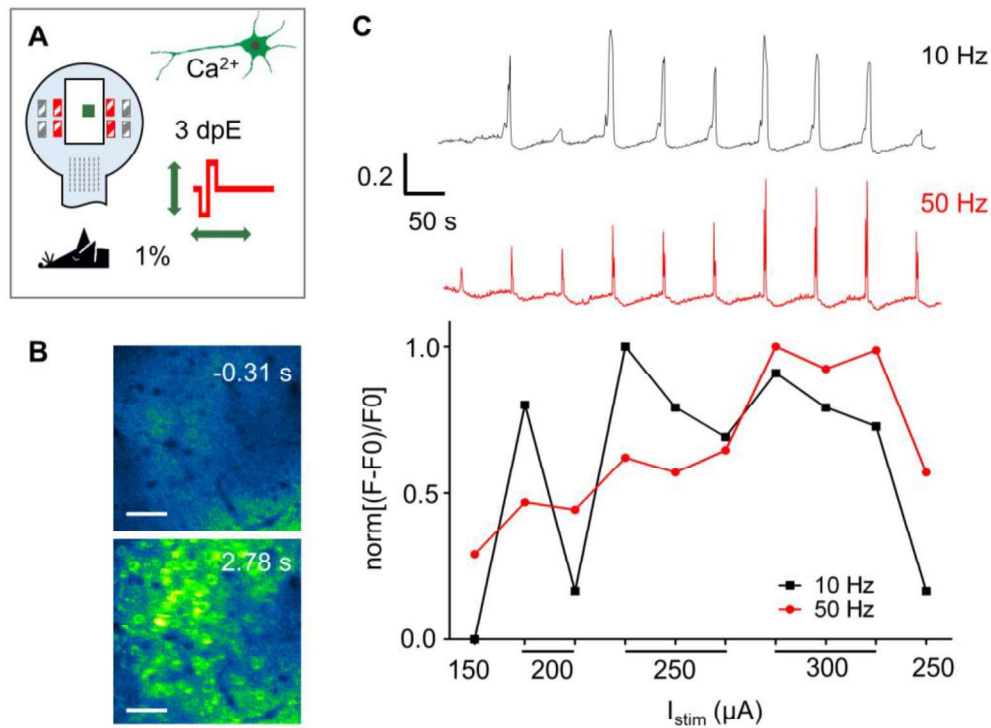 A
Ca²⁺
3 dpE
1%
B
-0.31 s
2.78 s
C
10 Hz
0.2
50 s
50 Hz
1.0
0.5
0.0
norm[(F-F0)/F0]
10 Hz
50 Hz
150 200 250 300 250
I_stim (µA)